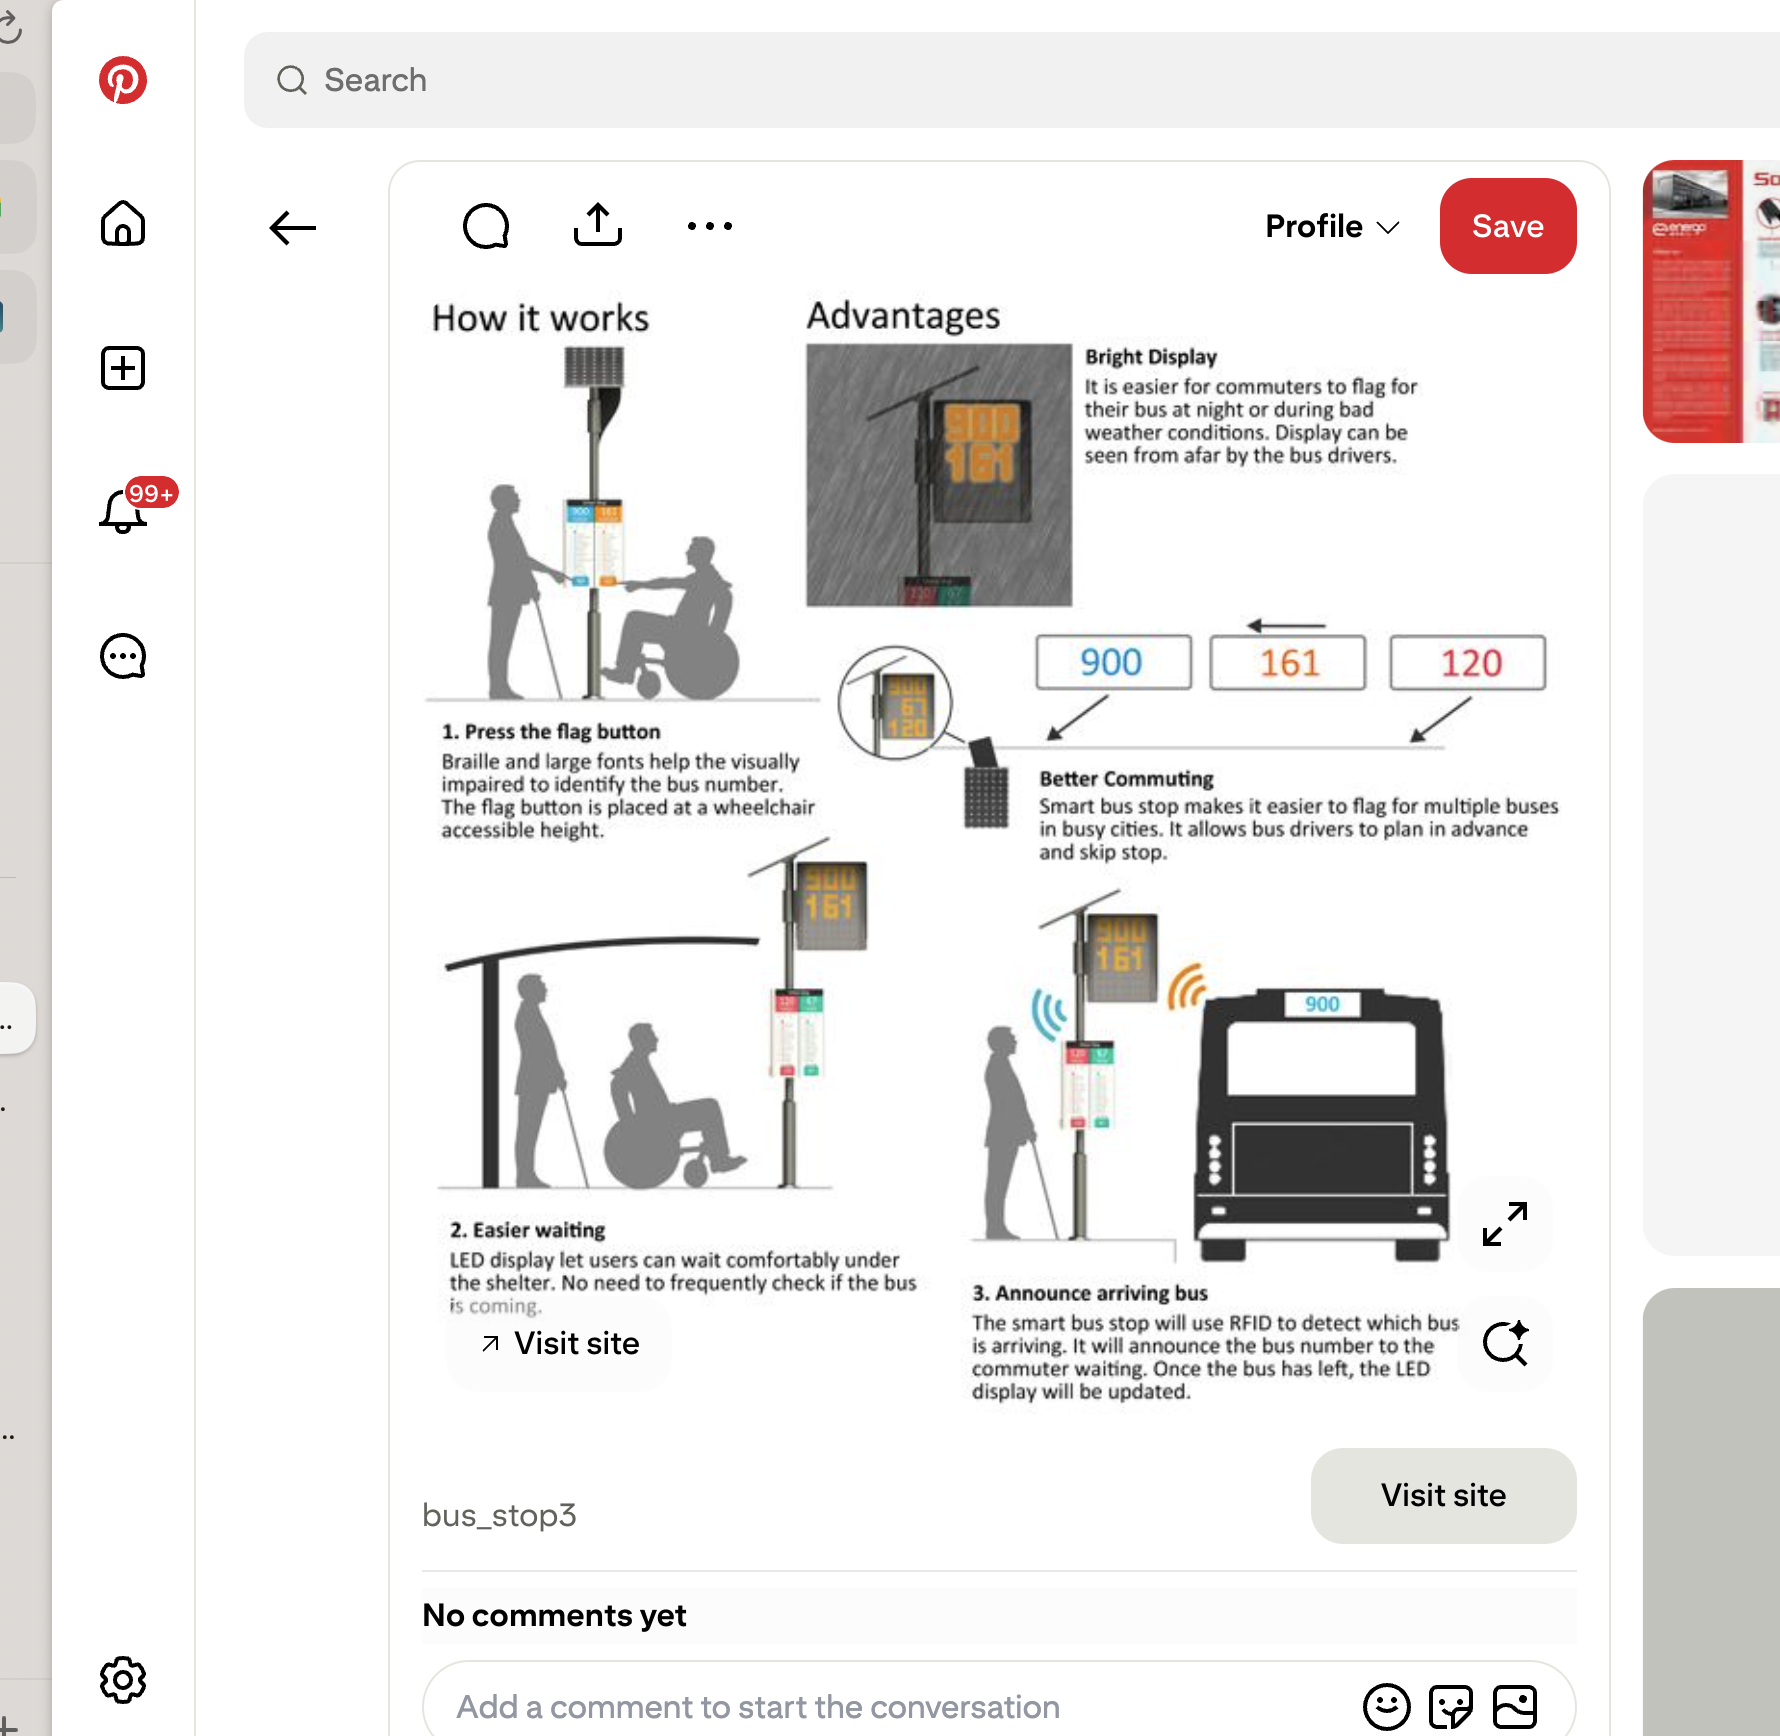 Search
Profile
Save
How it works
Advantages
Bright Display
It is easier for commuters to flag for
their bus at night or during bad
weather conditions. Display can be
seen from afar by the bus drivers.
900
161
900
161
99+
900
161
120
900
67
120
1. Press the flag button
Braille and large fonts help the visually
impaired to identify the bus number.
The flag button is placed at a wheelchair
accessible height.
Better Commuting
Smart bus stop makes it easier to flag for multiple buses
in busy cities. It allows bus drivers to plan in advance
and skip stop.
900
161
120 67
900
161
120 67
900
2. Easier waiting
LED display let users can wait comfortably under
the shelter. No need to frequently check if the bus
is coming.
Visit site
3. Announce arriving bus
The smart bus stop will use RFID to detect which bus
is arriving. It will announce the bus number to the
commuter waiting. Once the bus has left, the LED
display will be updated.
bus_stop3
Visit site
No comments yet
Add a comment to start the conversation